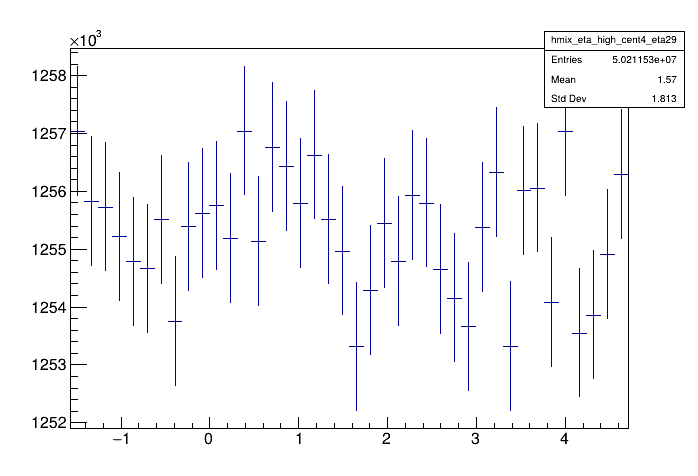 ×10³
hmix_eta_high_cent4_eta29
Entries 5.021153e+07
Mean 1.57
Std Dev 1.813
1258
1257
1256
1255
1254
1253
1252
−1 0 1 2 3 4